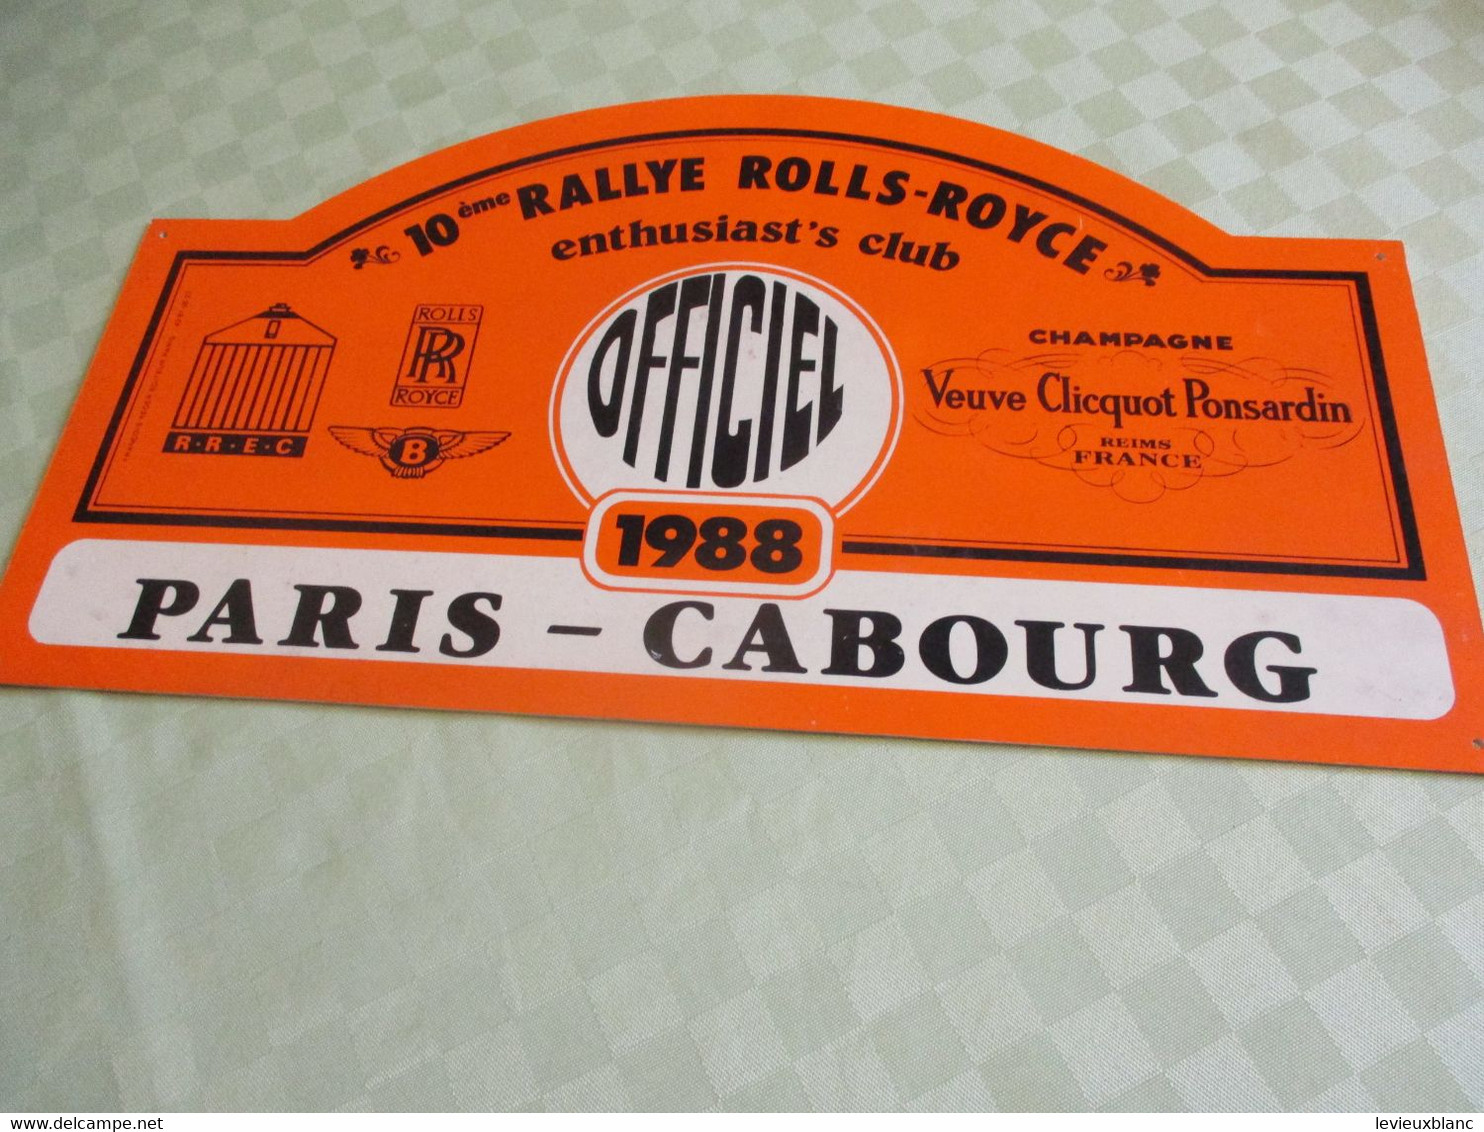 10ème RALLYE ROLLS-ROYCE
enthusiast's club
OFFICIEL
ROLLS
RR
ROYCE
R·R·E·C
B
CHAMPAGNE
Veuve Clicquot Ponsardin
REIMS
FRANCE
1988
PARIS – CABOURG
delcampe.net
levieuxblanc